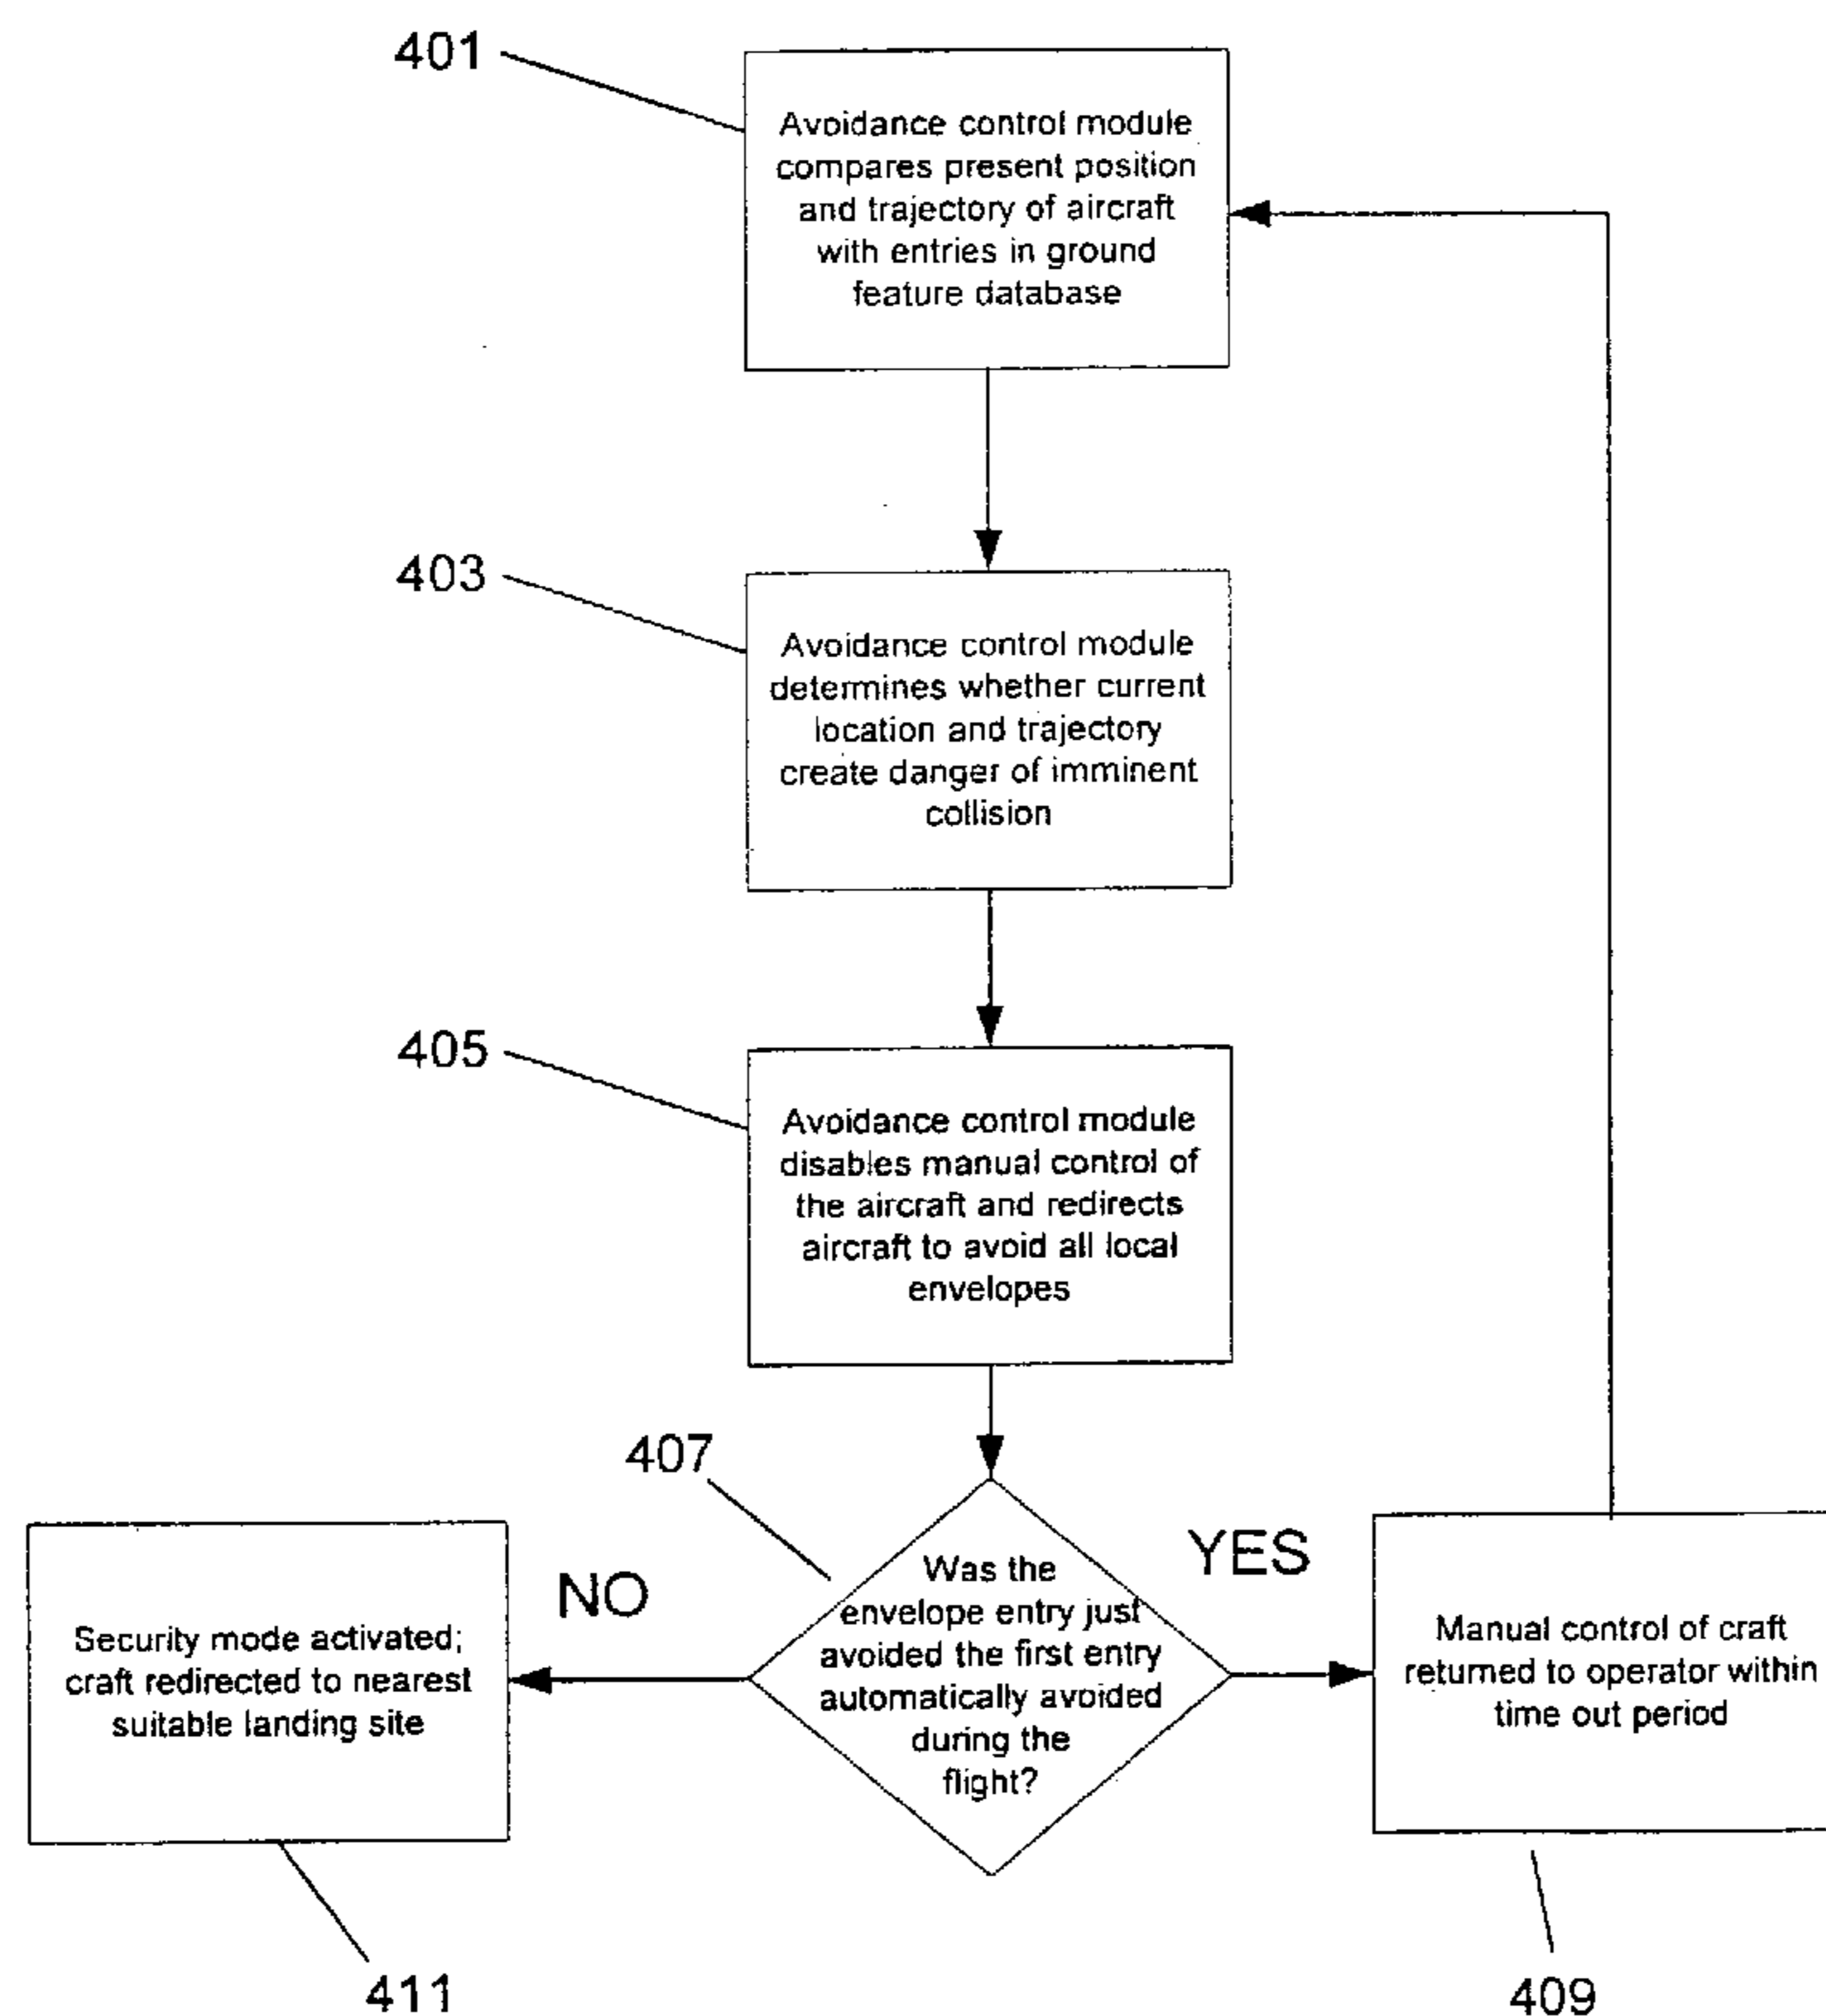 401
Avoidance control module
compares present position
and trajectory of aircraft
with entries in ground
feature database
403
Avoidance control module
determines whether current
location and trajectory
create danger of imminent
collision
405
Avoidance control module
disables manual control of
the aircraft and redirects
aircraft to avoid all local
envelopes
407
NO
YES
Was the
envelope entry just
avoided the first entry
automatically avoided
during the
flight?
Security mode activated;
craft redirected to nearest
suitable landing site
Manual control of craft
returned to operator within
time out period
411
409